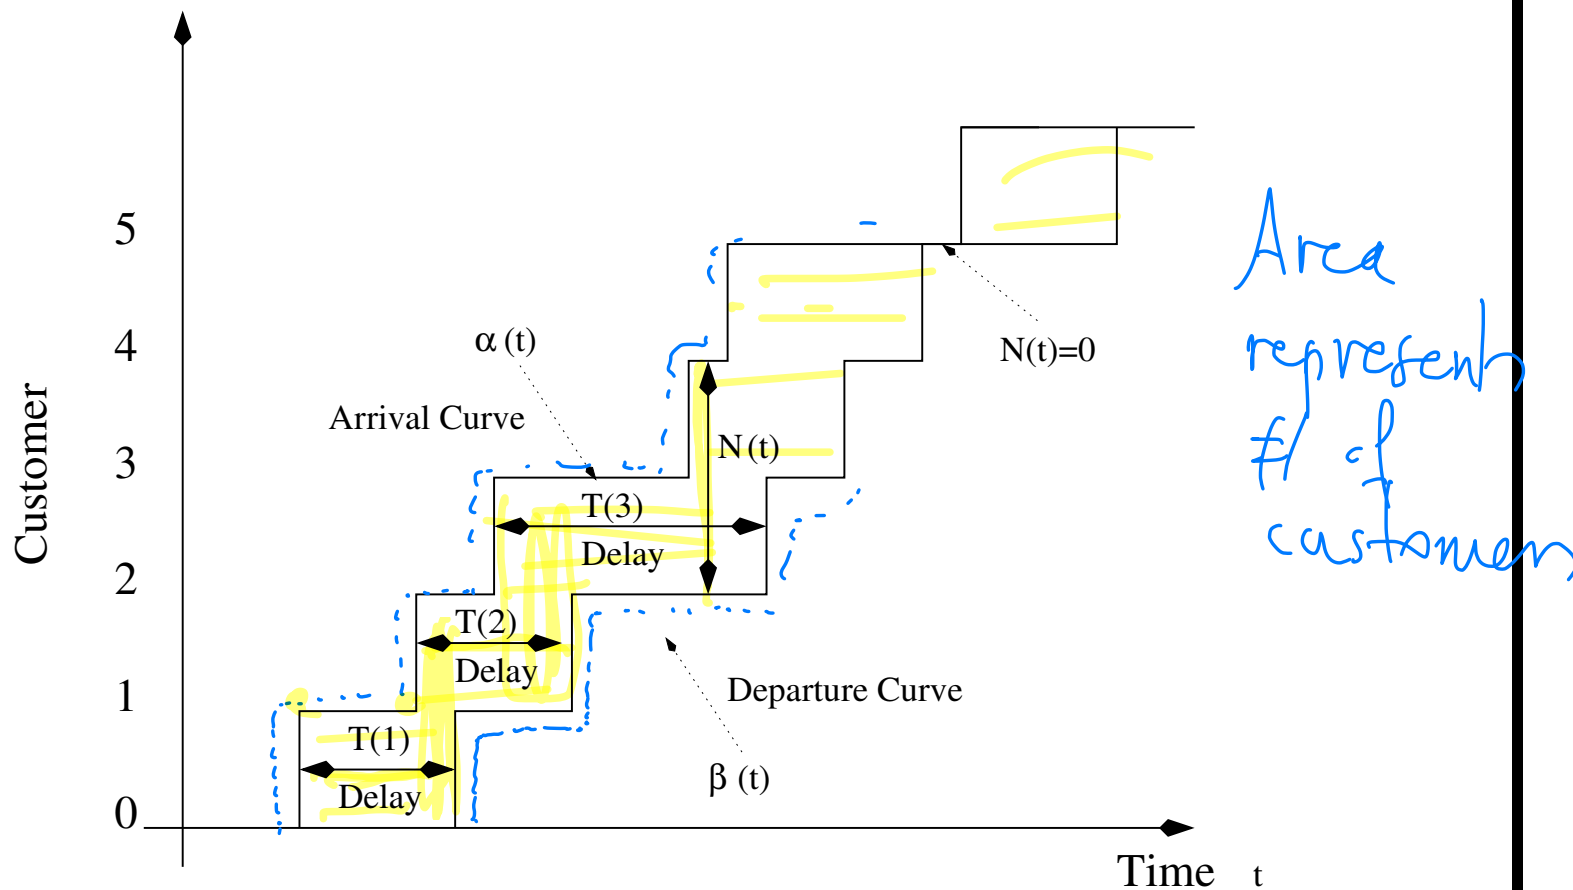 Customer
5
4
3
2
1
0
α (t)
Arrival Curve
N(t)=0
N(t)
T(3)
Delay
T(2)
Delay
T(1)
Delay
Departure Curve
β (t)
Time t
Area
represents
# of
customers